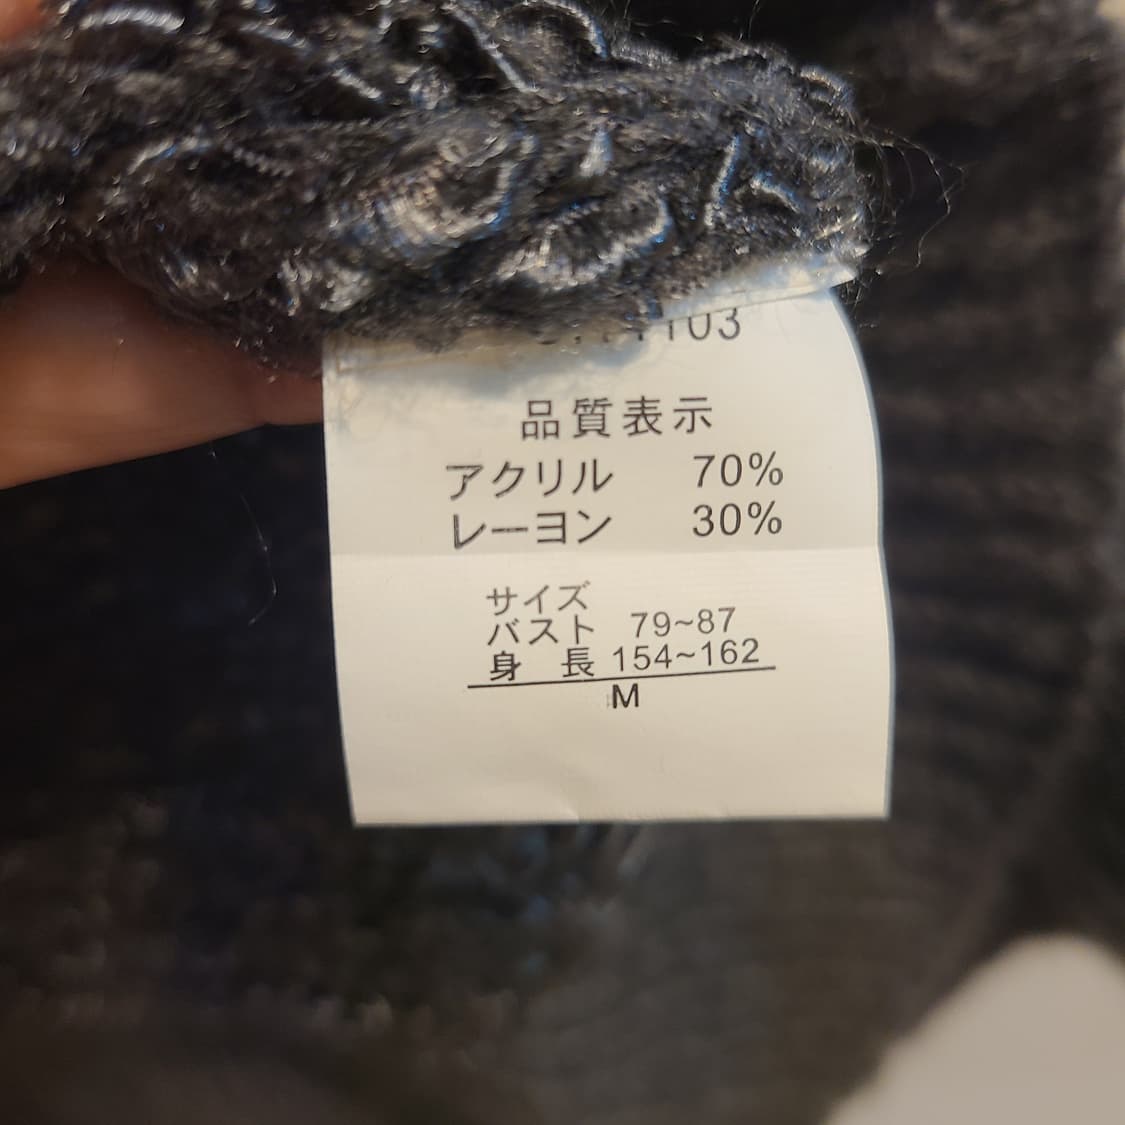 1103
品質表示
アクリル 70%
レーヨン 30%
サイズ
バスト 79~87
身 長 154~162
M